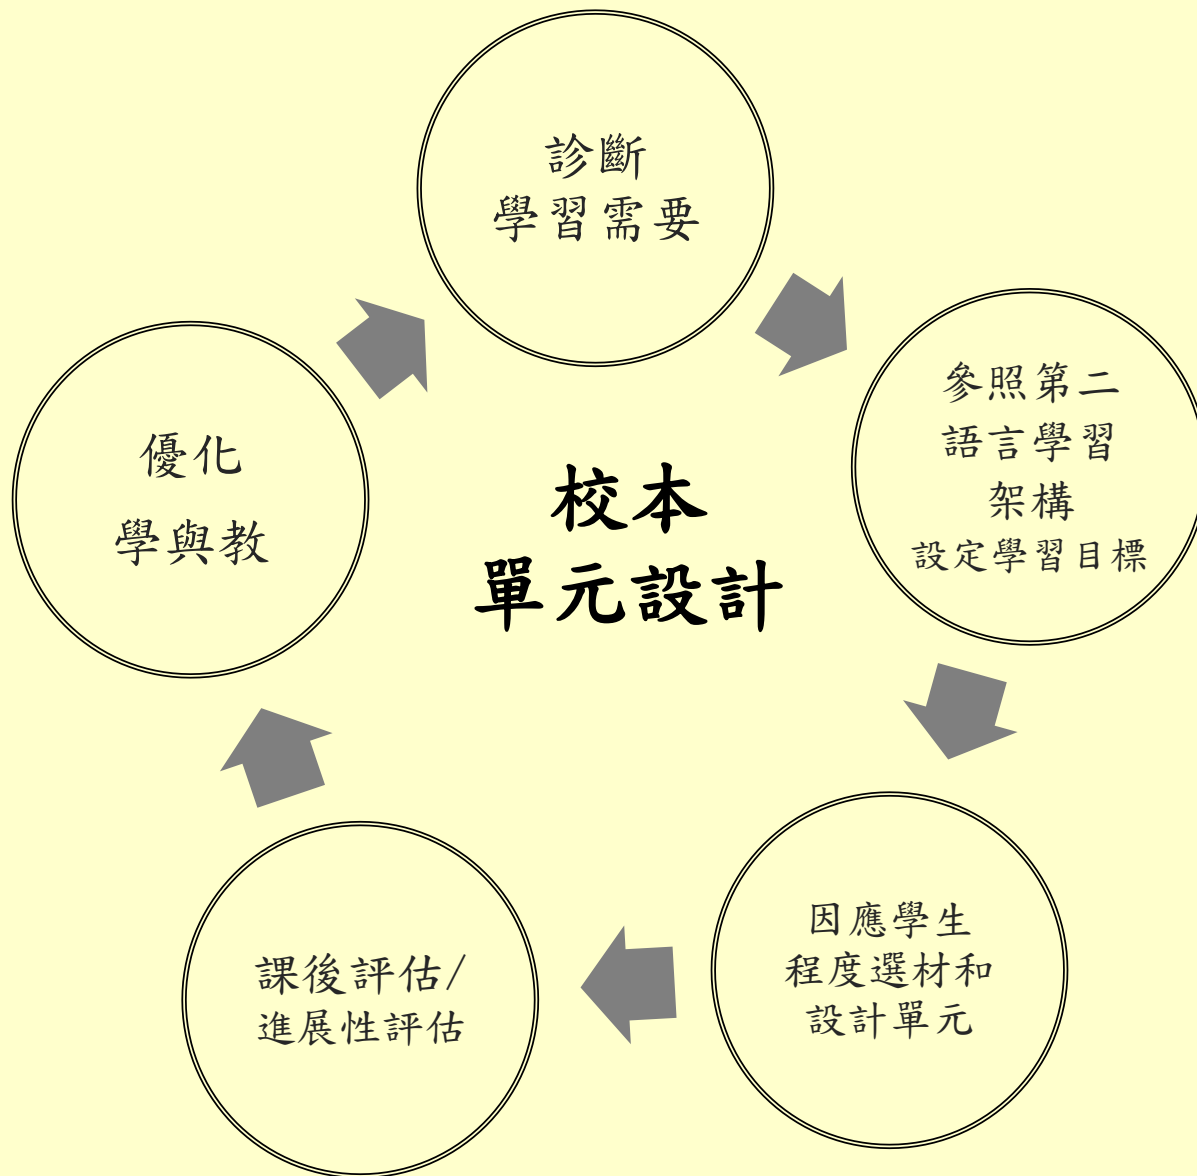 診斷
學習需要
參照第二
語言學習
架構
設定學習目標
因應學生
程度選材和
設計單元
課後評估/
進展性評估
優化
學與教
校本
單元設計